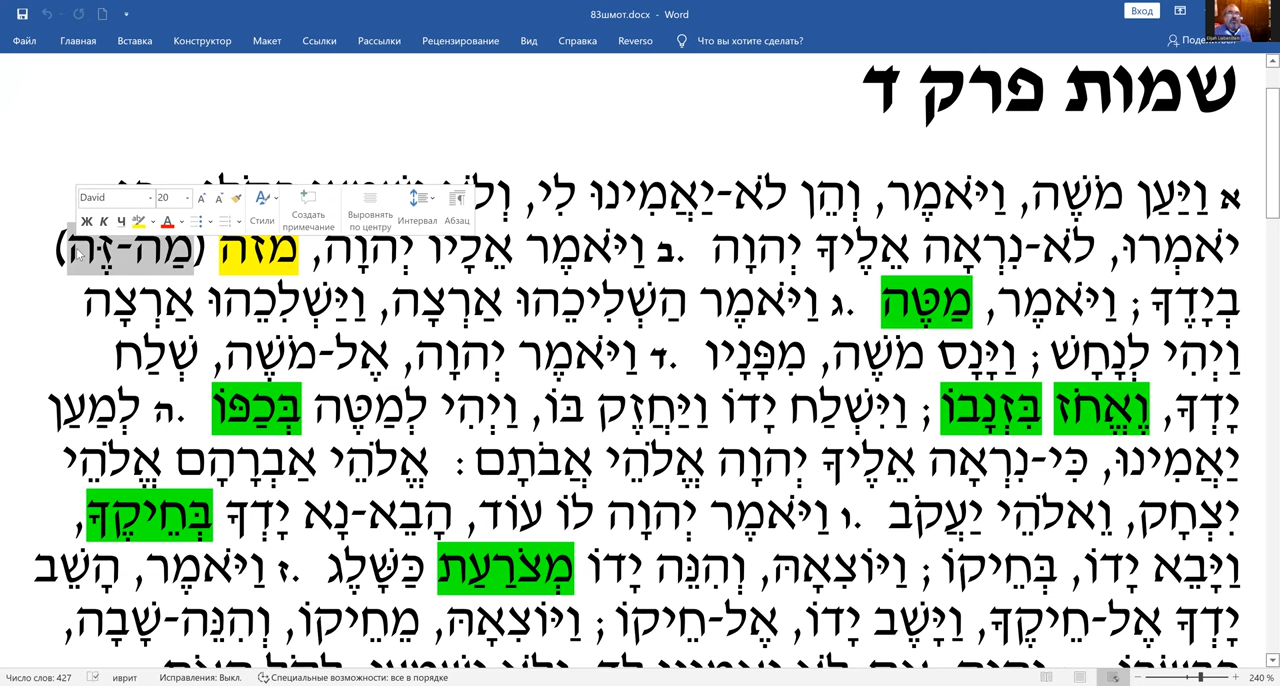 83шмот.docx - Word
Вход
Файл Главная Вставка Конструктор Макет Ссылки Рассылки Рецензирование Вид Справка Reverso Что вы хотите сделать?
שמות פרק ד
David 20
Ж К Ч Стили Создать примечание Выровнять по центру Интервал Абзац
א וַיַּעַן מֹשֶׁה, וַיֹּאמֶר, וְהֵן לֹא-יַאֲמִינוּ לִי,
יֹאמְרוּ, לֹא-נִרְאָה אֵלֶיךָ יְהוָה. ב וַיֹּאמֶר אֵלָיו יְהוָה, מזה (מַה-זֶּה)
בְיָדֶךָ; וַיֹּאמֶר, מַטֶּה. ג וַיֹּאמֶר הַשְׁלִיכֵהוּ אַרְצָה, וַיַּשְׁלִכֵהוּ אַרְצָה
וַיְהִי לְנָחָשׁ; וַיָּנָס מֹשֶׁה, מִפָּנָיו. ד וַיֹּאמֶר יְהוָה, אֶל-מֹשֶׁה, שְׁלַח
יָדְךָ, וֶאֱחֹז בִּזְנָבוֹ; וַיִּשְׁלַח יָדוֹ וַיַּחֲזֶק בּוֹ, וַיְהִי לְמַטֶּה בְּכַפּוֹ. ה לְמַעַן
יַאֲמִינוּ, כִּי-נִרְאָה אֵלֶיךָ יְהוָה אֱלֹהֵי אֲבֹתָם: אֱלֹהֵי אַבְרָהָם אֱלֹהֵי
יִצְחָק, וֵאלֹהֵי יַעֲקֹב. ו וַיֹּאמֶר יְהוָה לוֹ עוֹד, הָבֵא-נָא יָדְךָ בְּחֵיקֶךָ,
וַיָּבֵא יָדוֹ, בְּחֵיקוֹ; וַיּוֹצִאָהּ, וְהִנֵּה יָדוֹ מְצֹרַעַת כַּשָּׁלֶג. ז וַיֹּאמֶר, הָשֵׁב
יָדְךָ אֶל-חֵיקֶךָ, וַיָּשֶׁב יָדוֹ, אֶל-חֵיקוֹ; וַיּוֹצִאָהּ, מֵחֵיקוֹ, וְהִנֵּה-שָׁבָה,
Число слов: 427 иврит Исправления: Выкл. Специальные возможности: все в порядке 240 %